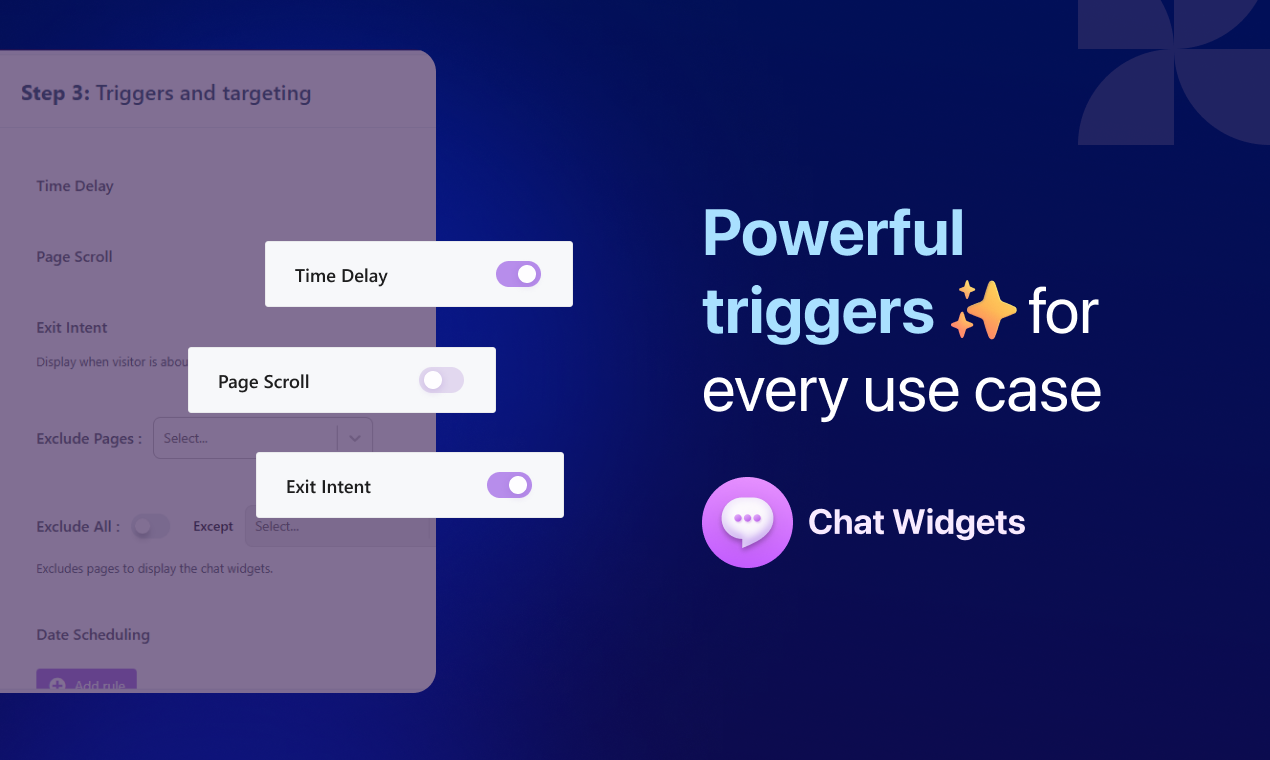 Step 3: Triggers and targeting
Time Delay
Page Scroll
Exit Intent
Display when visitor is abou
Exclude Pages :
Select...
Exclude All :
Except
Select...
Excludes pages to display the chat widgets.
Date Scheduling
Add rule
Time Delay
Page Scroll
Exit Intent
Powerful
triggers ✨ for
every use case
Chat Widgets